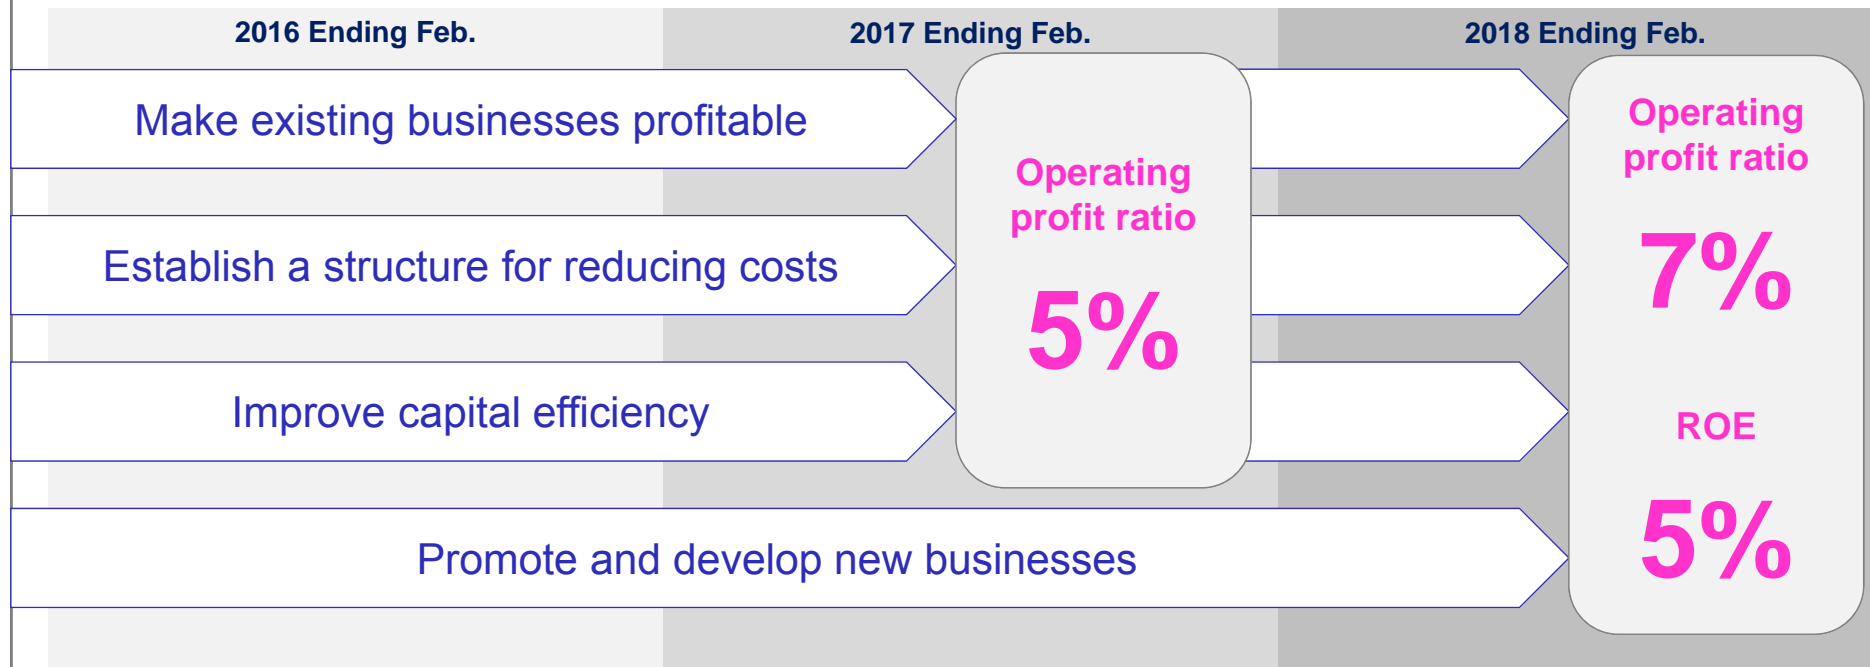 2016 Ending Feb.
2017 Ending Feb.
2018 Ending Feb.
Make existing businesses profitable
Establish a structure for reducing costs
Improve capital efficiency
Promote and develop new businesses
Operating
profit ratio
5%
Operating
profit ratio
7%
ROE
5%